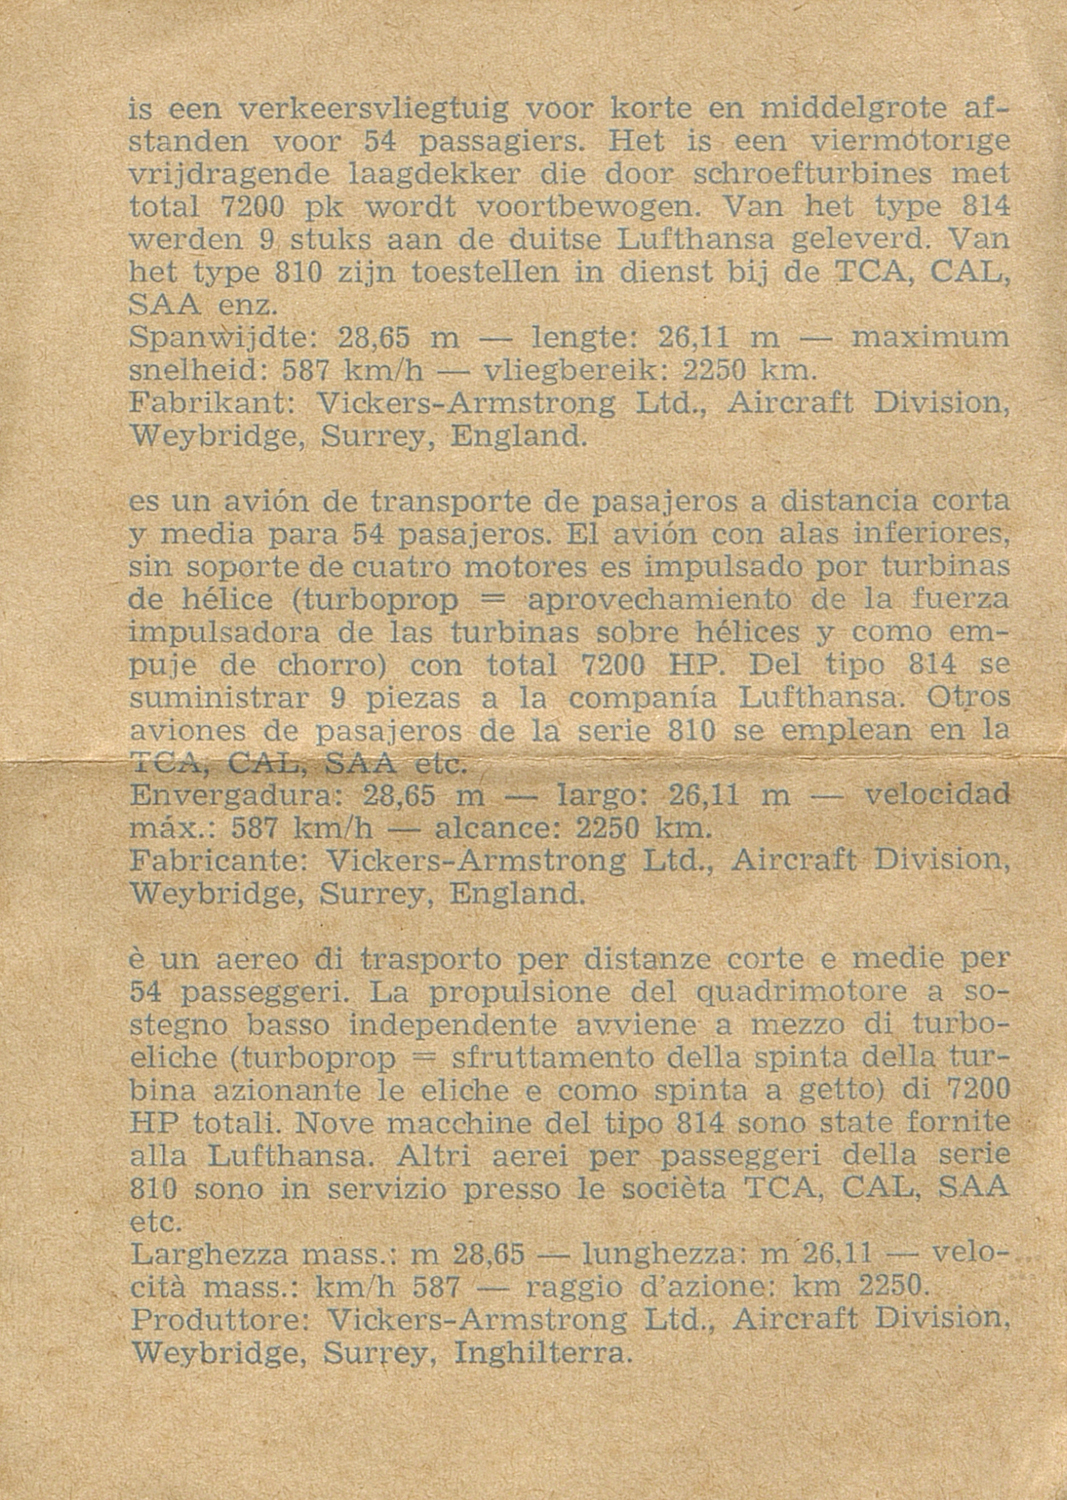 is een verkeersvliegtuig voor korte en middelgrote af-
standen voor 54 passagiers. Het is een viermotorige
vrijdragende laagdekker die door schroefturbines met
total 7200 pk wordt voortbewogen. Van het type 814
werden 9 stuks aan de duitse Lufthansa geleverd. Van
het type 810 zijn toestellen in dienst bij de TCA, CAL,
SAA enz.
Spanwijdte: 28,65 m — lengte: 26,11 m — maximum
snelheid: 587 km/h — vliegbereik: 2250 km.
Fabrikant: Vickers-Armstrong Ltd., Aircraft Division,
Weybridge, Surrey, England.

es un avión de transporte de pasajeros a distancia corta
y media para 54 pasajeros. El avión con alas inferiores,
sin soporte de cuatro motores es impulsado por turbinas
de hélice (turboprop = aprovechamiento de la fuerza
impulsadora de las turbinas sobre hélices y como em-
puje de chorro) con total 7200 HP. Del tipo 814 se
suministrar 9 piezas a la companía Lufthansa. Otros
aviones de pasajeros de la serie 810 se emplean en la
TCA, CAL, SAA etc.
Envergadura: 28,65 m — largo: 26,11 m — velocidad
máx.: 587 km/h — alcance: 2250 km.
Fabricante: Vickers-Armstrong Ltd., Aircraft Division,
Weybridge, Surrey, England.

è un aereo di trasporto per distanze corte e medie per
54 passeggeri. La propulsione del quadrimotore a so-
stegno basso independente avviene a mezzo di turbo-
eliche (turboprop = sfruttamento della spinta della tur-
bina azionante le eliche e como spinta a getto) di 7200
HP totali. Nove macchine del tipo 814 sono state fornite
alla Lufthansa. Altri aerei per passeggeri della serie
810 sono in servizio presso le socièta TCA, CAL, SAA
etc.
Larghezza mass.: m 28,65 — lunghezza: m 26,11 — velo-
cità mass.: km/h 587 — raggio d'azione: km 2250.
Produttore: Vickers-Armstrong Ltd., Aircraft Division,
Weybridge, Surrey, Inghilterra.